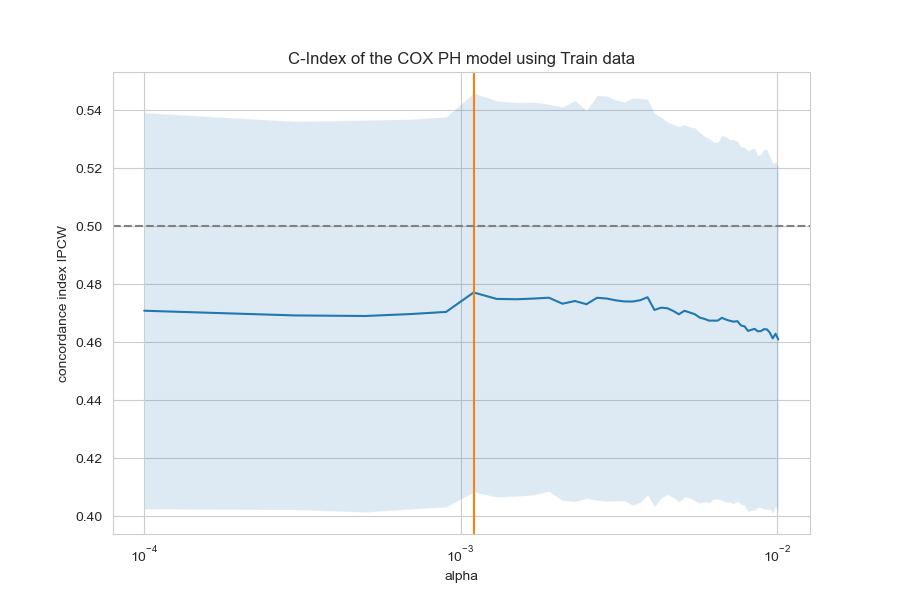 C-Index of the COX PH model using Train data
concordance index IPCW
0.54
0.52
0.50
0.48
0.46
0.44
0.42
0.40
10⁻⁴ 10⁻³ 10⁻²
alpha